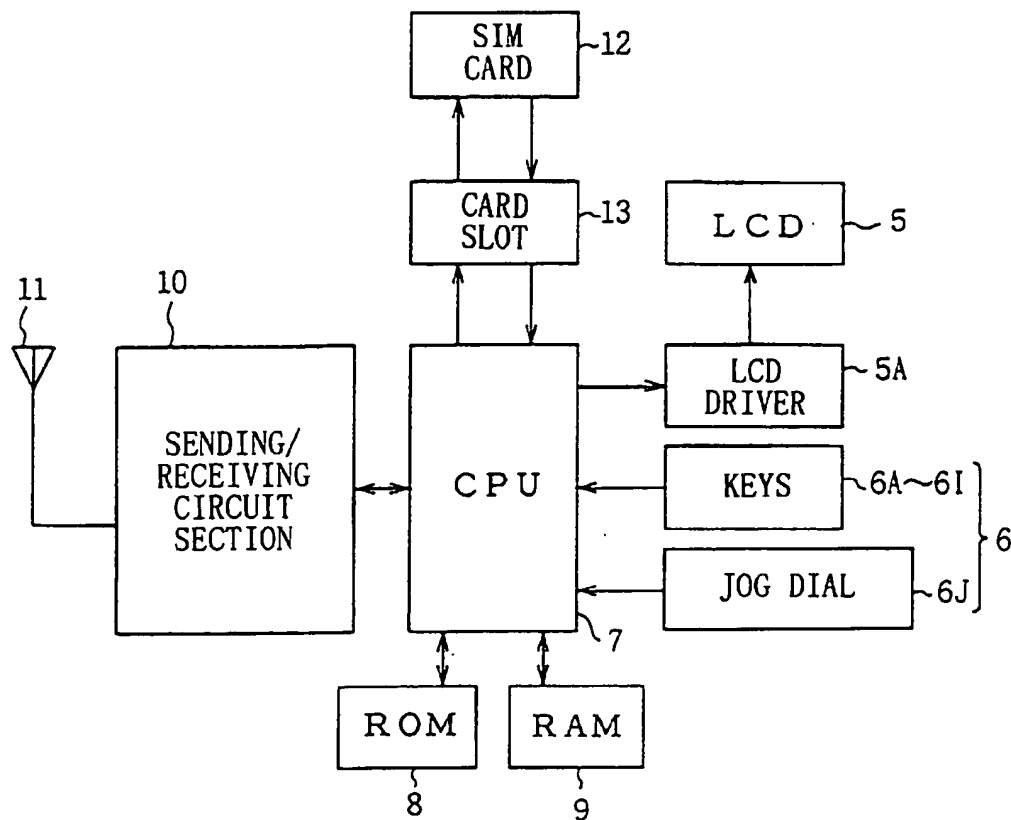 SIM
CARD
12
CARD
SLOT
13
LCD
5
11
10
SENDING/
RECEIVING
CIRCUIT
SECTION
CPU
7
LCD
DRIVER
5A
KEYS
6A～6I
JOG DIAL
6J
6
ROM
8
RAM
9